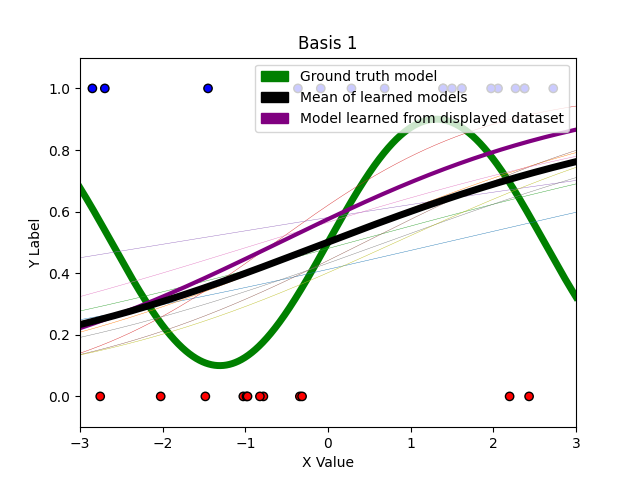 Basis 1
Ground truth model
Mean of learned models
Model learned from displayed dataset
Y Label
1.0
0.8
0.6
0.4
0.2
0.0
−3 −2 −1 0 1 2 3
X Value